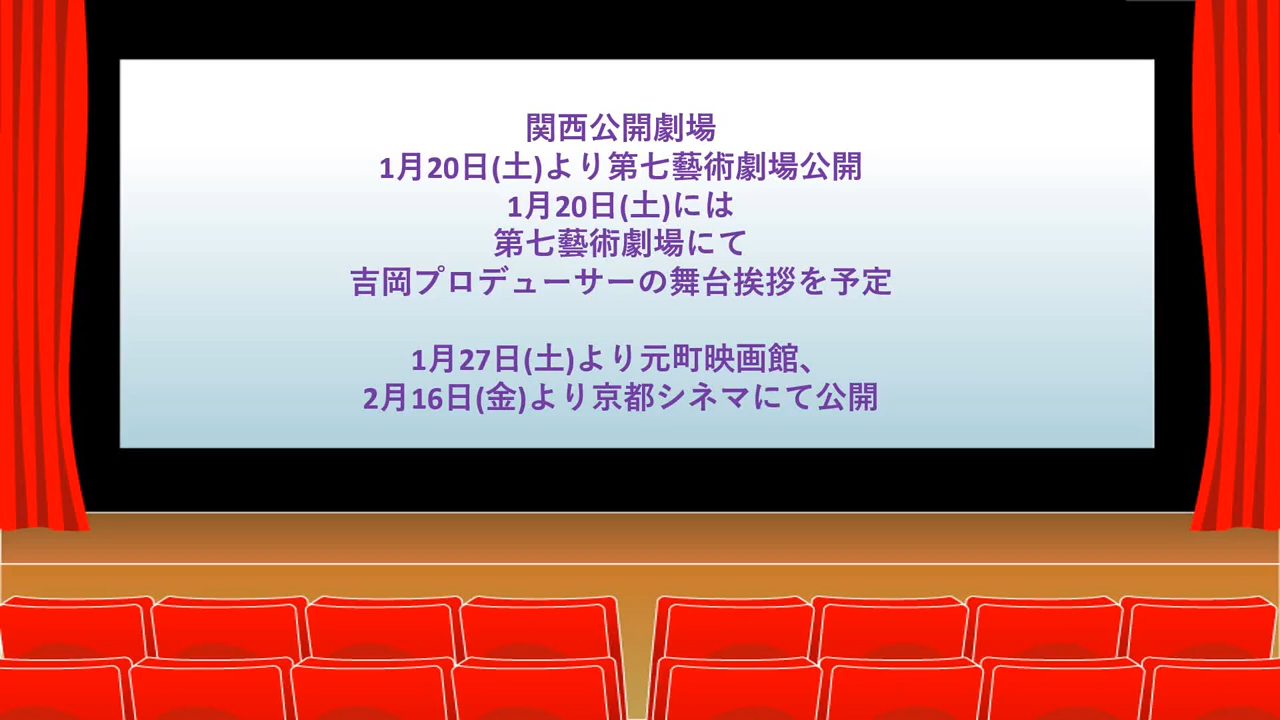 関西公開劇場
1月20日(土)より第七藝術劇場公開
1月20日(土)には
第七藝術劇場にて
吉岡プロデューサーの舞台挨拶を予定
1月27日(土)より元町映画館、
2月16日(金)より京都シネマにて公開